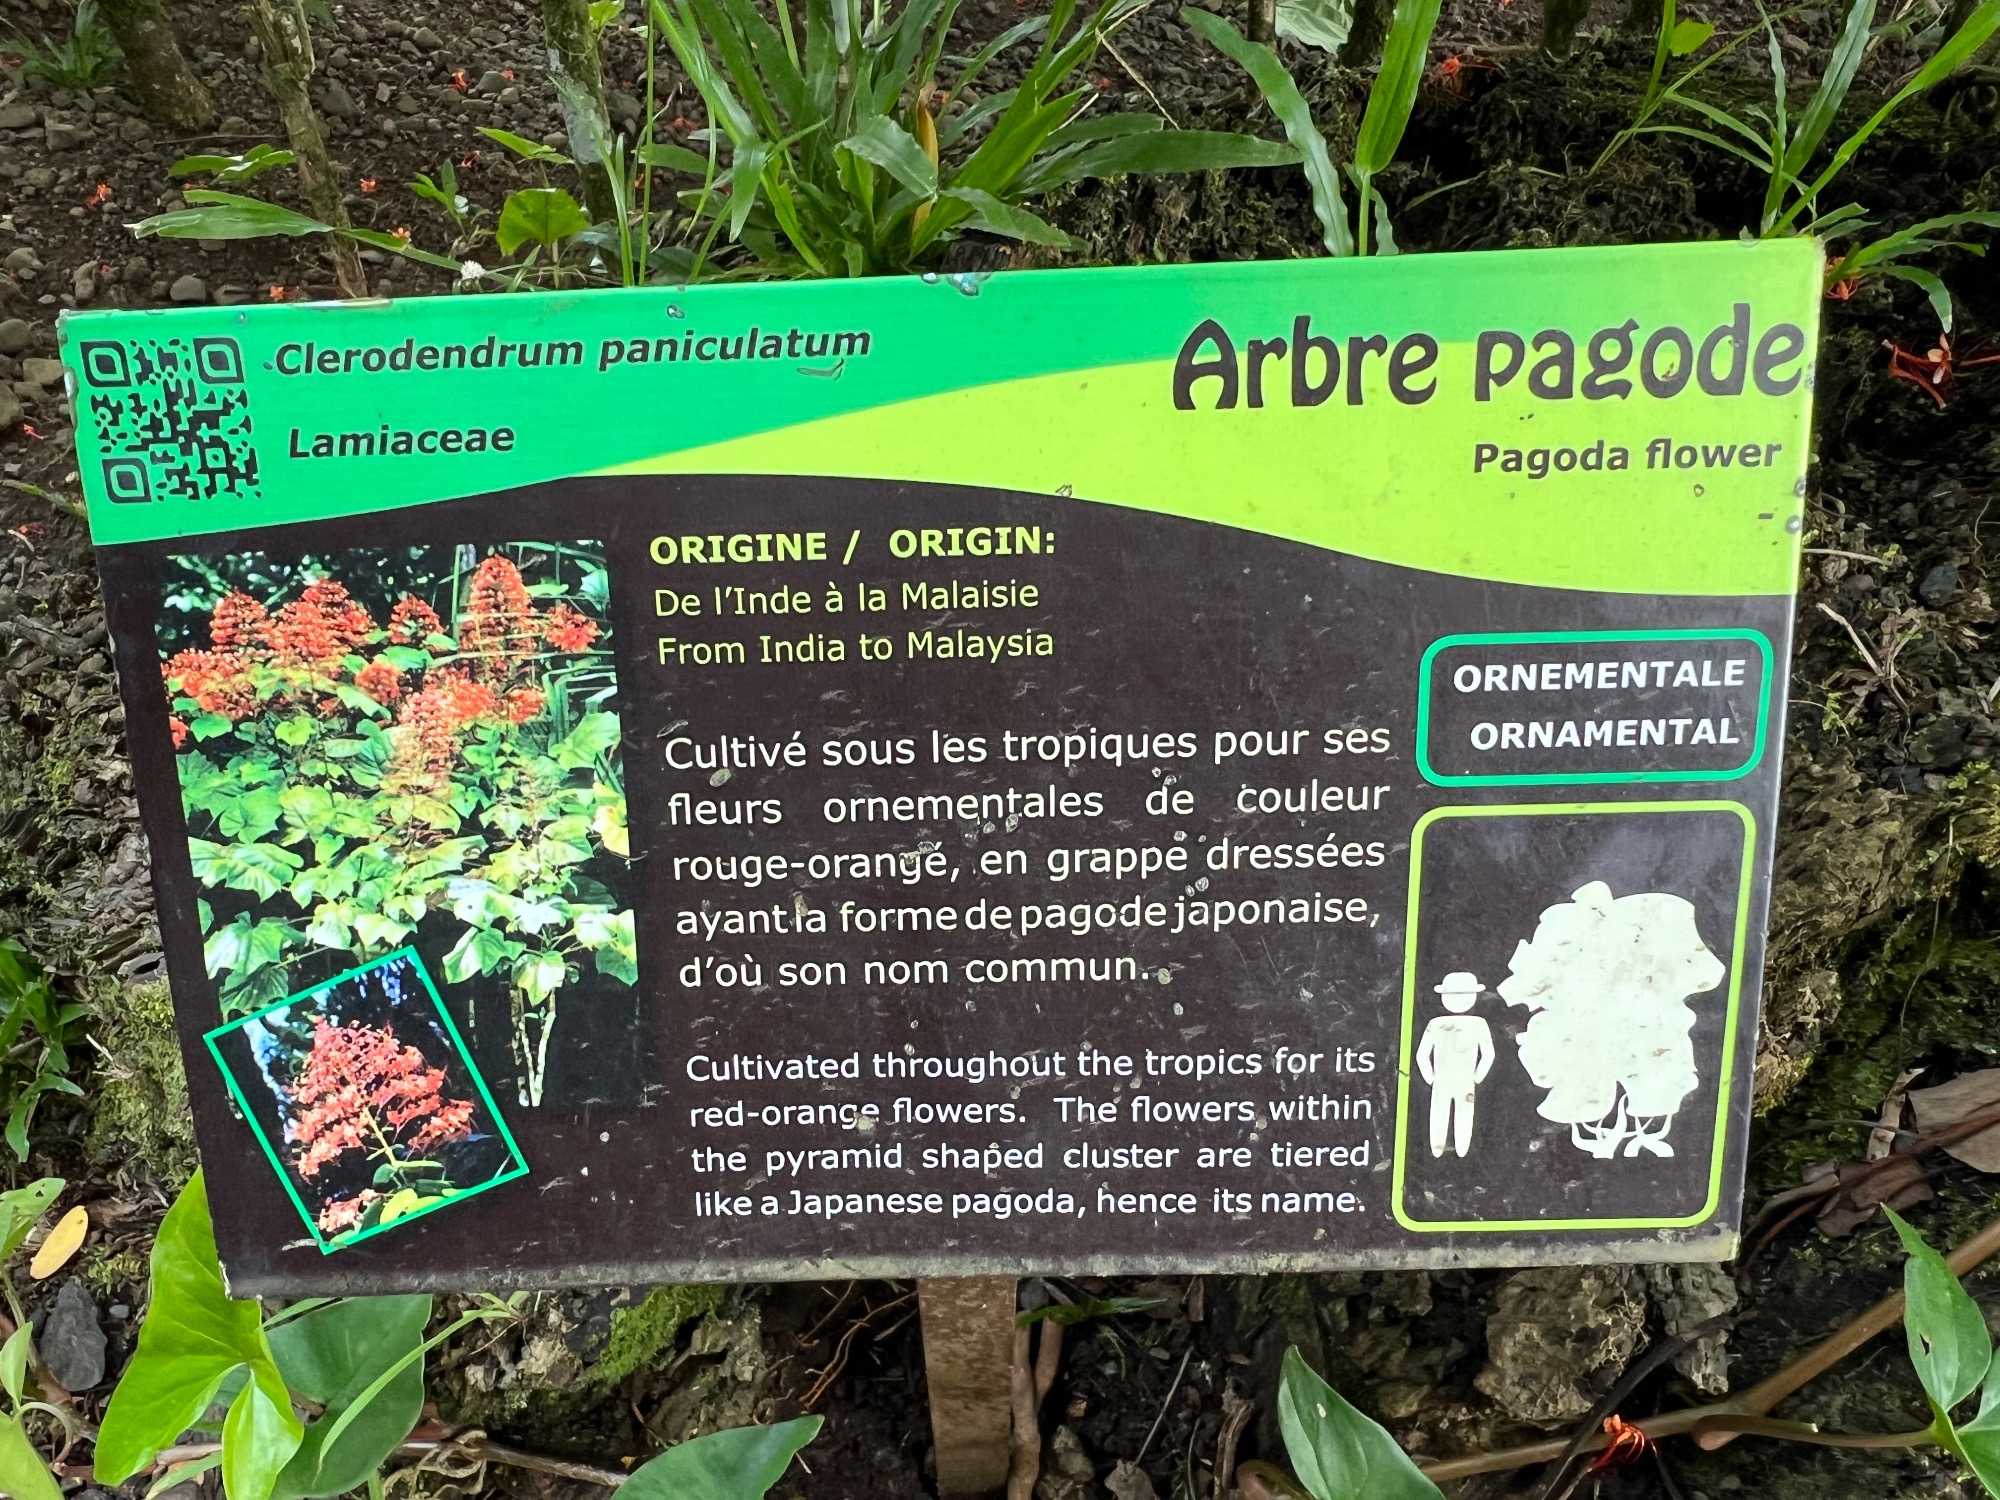 Clerodendrum paniculatum
Lamiaceae
Arbre pagode
Pagoda flower
ORIGINE / ORIGIN:
De l'Inde à la Malaisie
From India to Malaysia
ORNEMENTALE
ORNAMENTAL
Cultivé sous les tropiques pour ses
fleurs ornementales de couleur
rouge-orangé, en grappe dressées
ayant la forme de pagode japonaise,
d'où son nom commun.
Cultivated throughout the tropics for its
red-orange flowers. The flowers within
the pyramid shaped cluster are tiered
like a Japanese pagoda, hence its name.